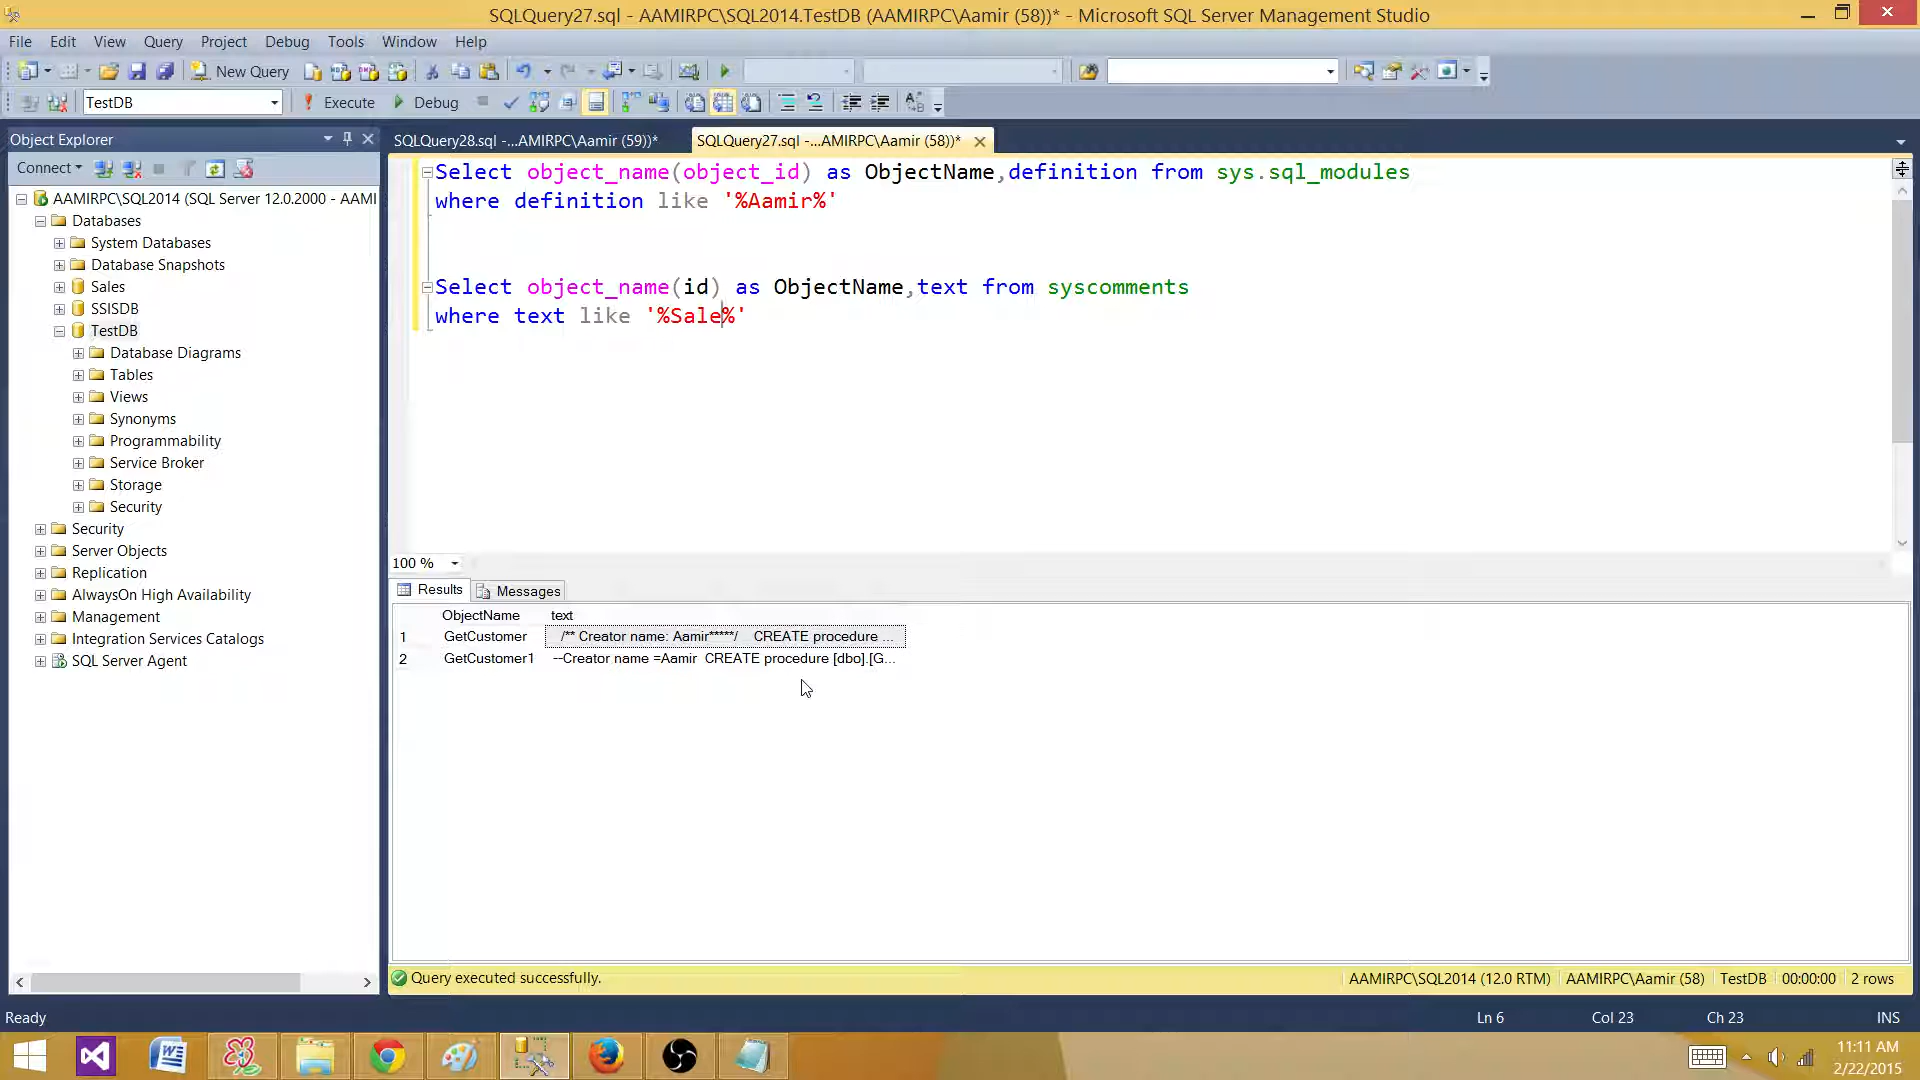 SQLQuery27.sql - AAMIRPC\SQL2014.TestDB (AAMIRPC\Aamir (58))* - Microsoft SQL Server Management Studio
File Edit View Query Project Debug Tools Window Help
New Query
TestDB Execute Debug
Object Explorer
SQLQuery28.sql -...AMIRPC\Aamir (59))* SQLQuery27.sql -...AMIRPC\Aamir (58))*
Connect
AAMIRPC\SQL2014 (SQL Server 12.0.2000 - AAMI
Databases
System Databases
Database Snapshots
Sales
SSISDB
TestDB
Database Diagrams
Tables
Views
Synonyms
Programmability
Service Broker
Storage
Security
Security
Server Objects
Replication
AlwaysOn High Availability
Management
Integration Services Catalogs
SQL Server Agent
Select object_name(object_id) as ObjectName,definition from sys.sql_modules
where definition like '%Aamir%'
Select object_name(id) as ObjectName,text from syscomments
where text like '%Sale%'
100 %
Results Messages
ObjectName text
1 GetCustomer /** Creator name: Aamir*****/ CREATE procedure ...
2 GetCustomer1 --Creator name =Aamir CREATE procedure [dbo].[G...
Query executed successfully. AAMIRPC\SQL2014 (12.0 RTM) AAMIRPC\Aamir (58) TestDB 00:00:00 2 rows
Ready Ln 6 Col 23 Ch 23 INS
11:11 AM
2/22/2015